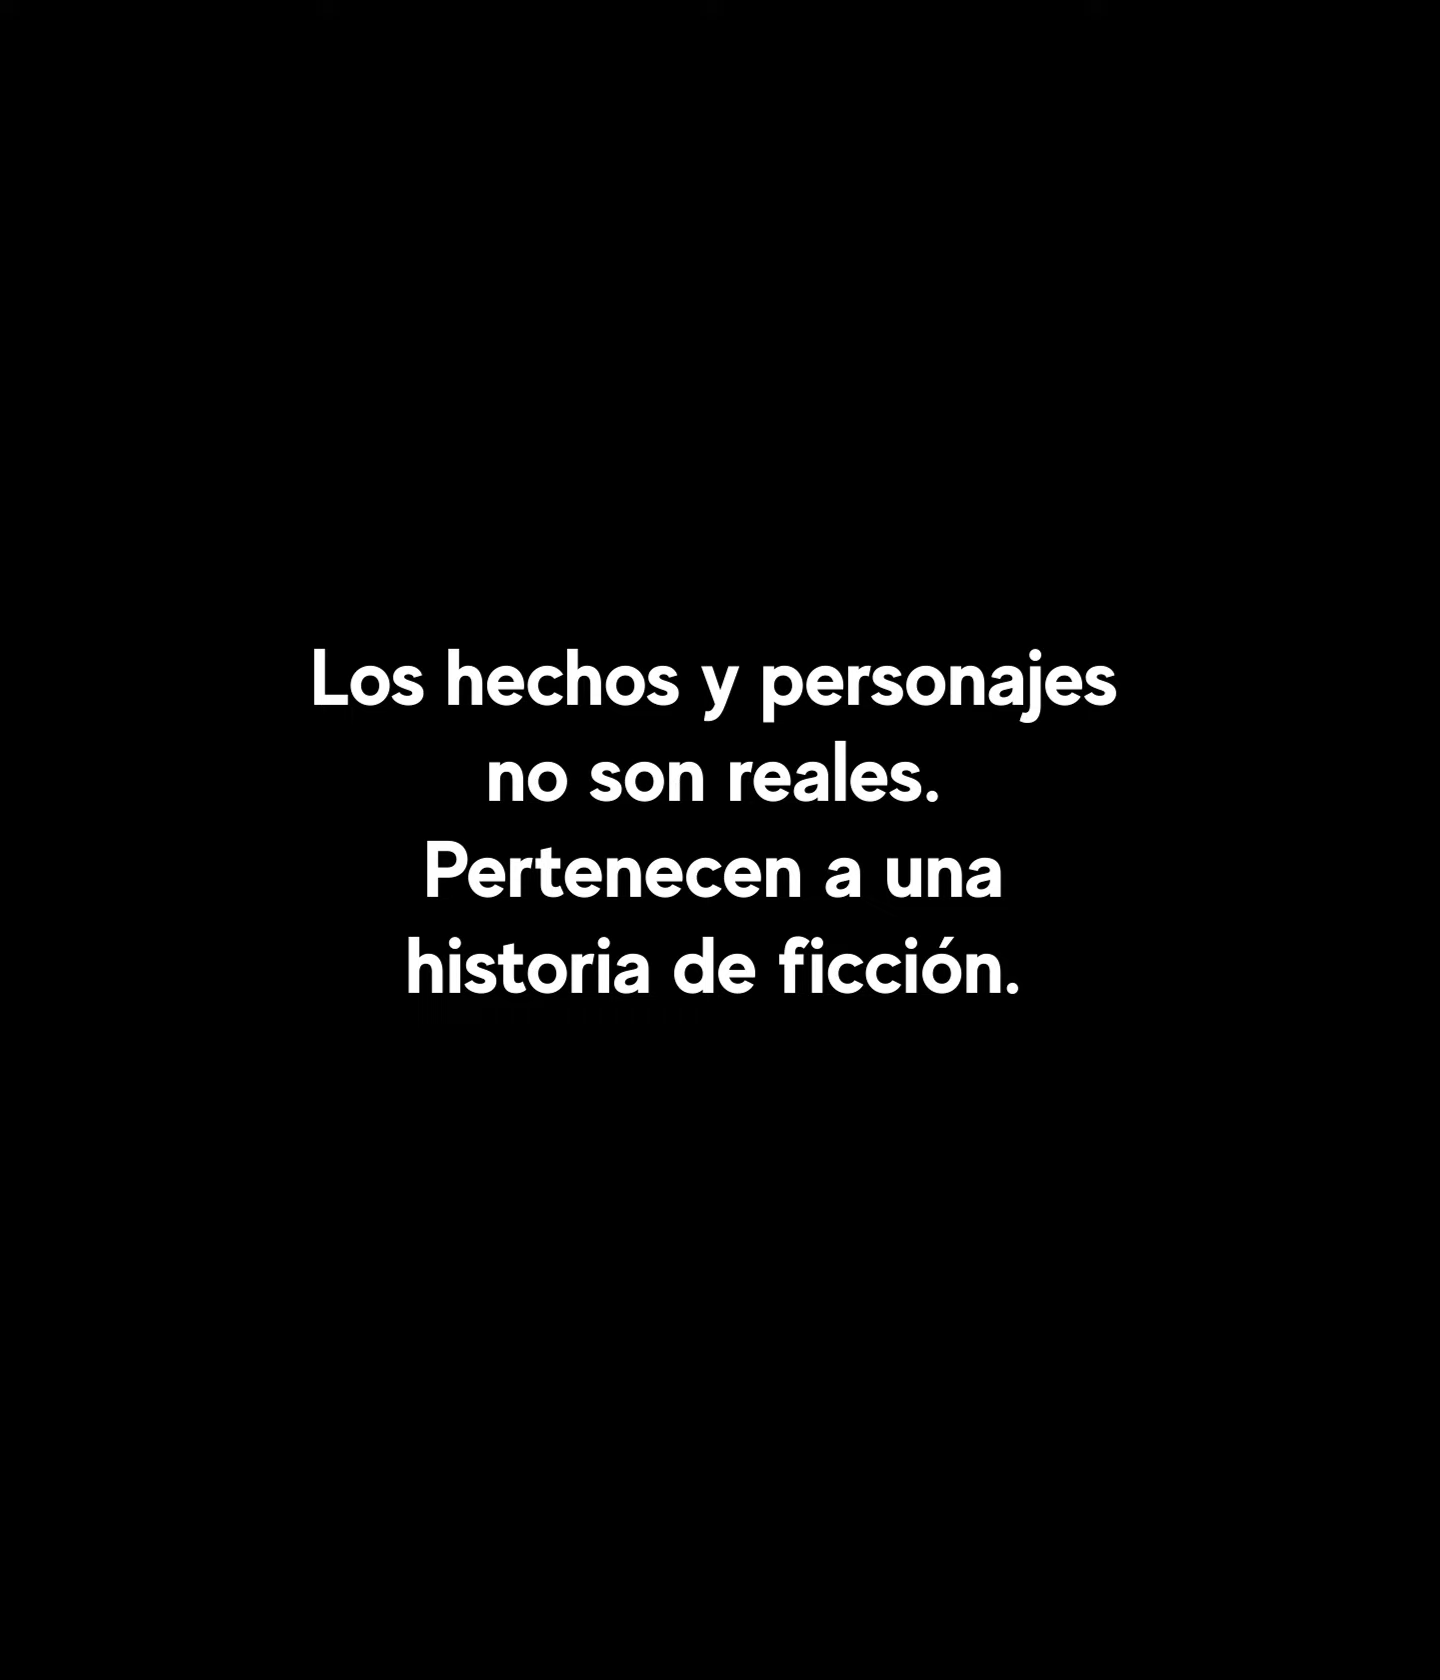 Los hechos y personajes
no son reales.
Pertenecen a una
historia de ficción.